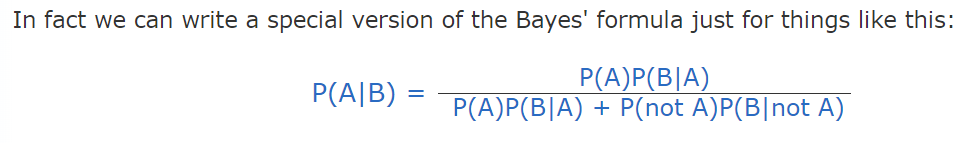 In fact we can write a special version of the Bayes' formula just for things like this:
P(A)P(B|A)
P(A|B) =
P(A)P(B|A) + P(not A)P(B|not A)